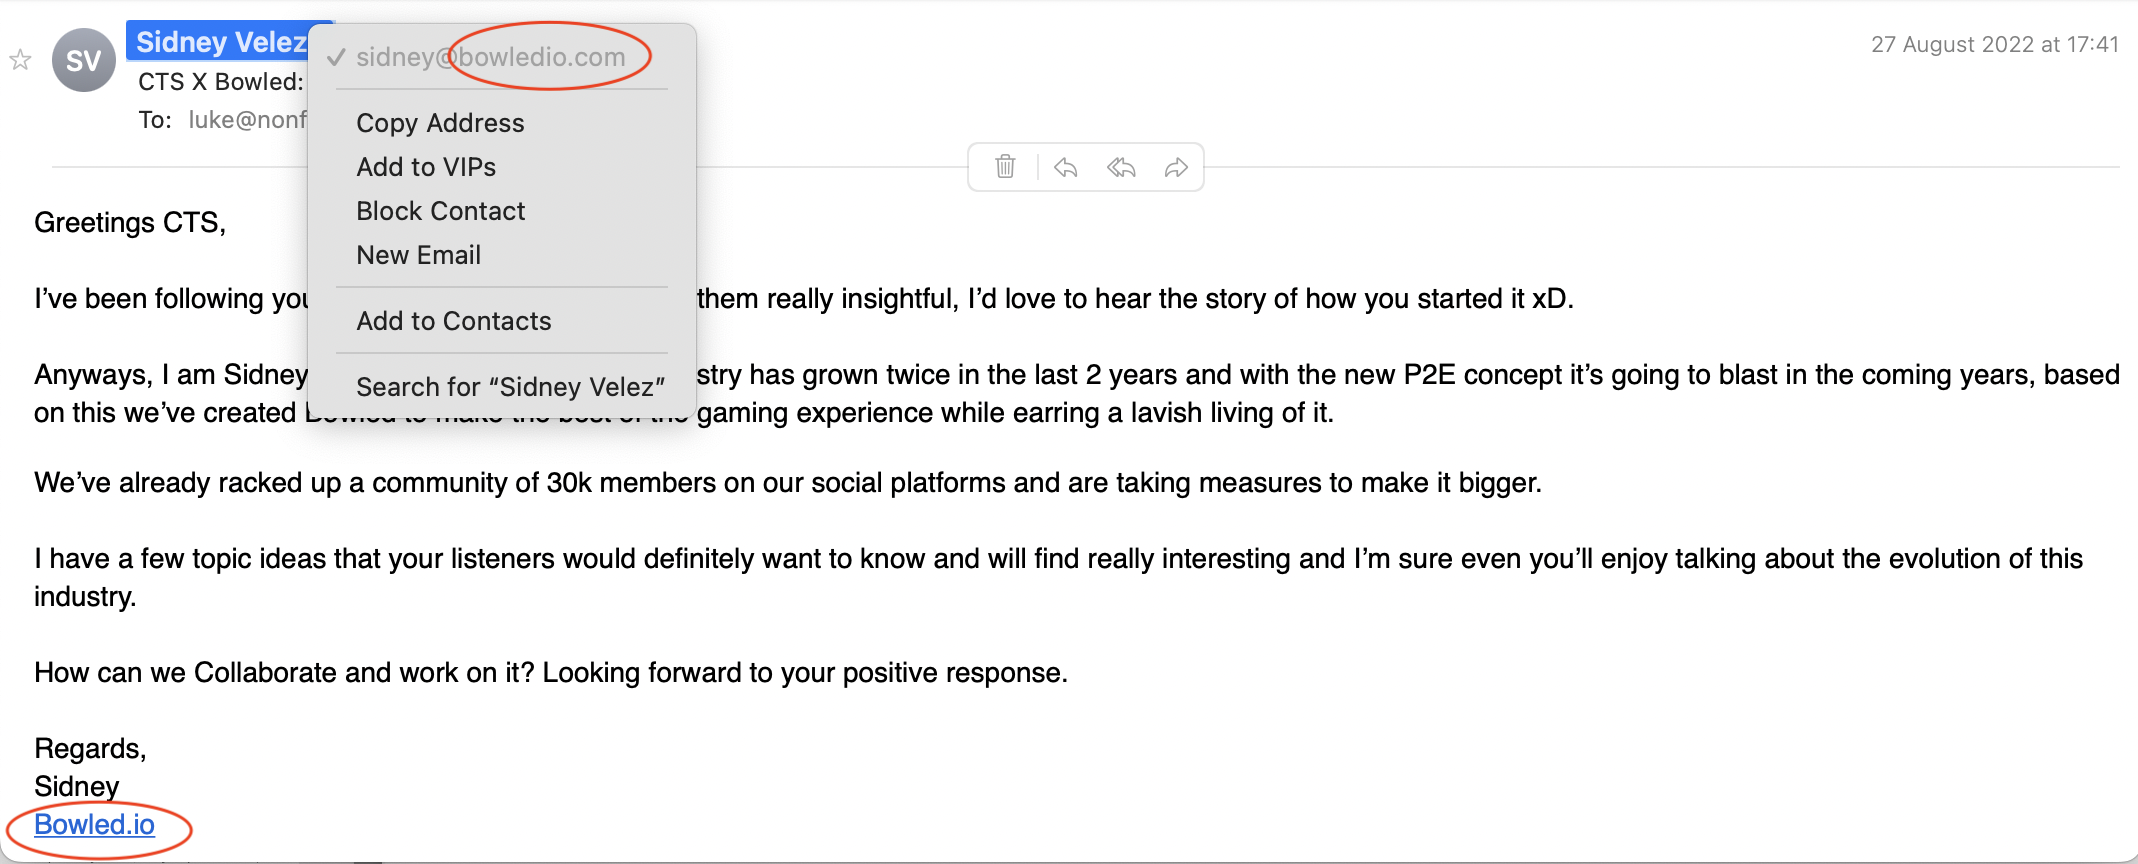 Sidney Velez
sidney@bowledio.com
27 August 2022 at 17:41
SV
CTS X Bowled:
To: luke@nonf
Copy Address
Add to VIPs
Block Contact
New Email
Add to Contacts
Search for “Sidney Velez”
Greetings CTS,
I’ve been following you them really insightful, I’d love to hear the story of how you started it xD.
Anyways, I am Sidney stry has grown twice in the last 2 years and with the new P2E concept it’s going to blast in the coming years, based
on this we’ve created Bowled to make the best of the gaming experience while earring a lavish living of it.
We’ve already racked up a community of 30k members on our social platforms and are taking measures to make it bigger.
I have a few topic ideas that your listeners would definitely want to know and will find really interesting and I’m sure even you’ll enjoy talking about the evolution of this
industry.
How can we Collaborate and work on it? Looking forward to your positive response.
Regards,
Sidney
Bowled.io